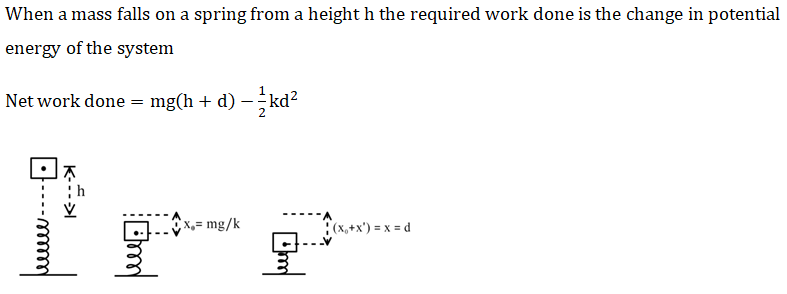 When a mass falls on a spring from a height h the required work done is the change in potential
energy of the system
Net work done = mg(h + d) − ½kd²
h
x₀= mg/k
(x₀+x') = x = d